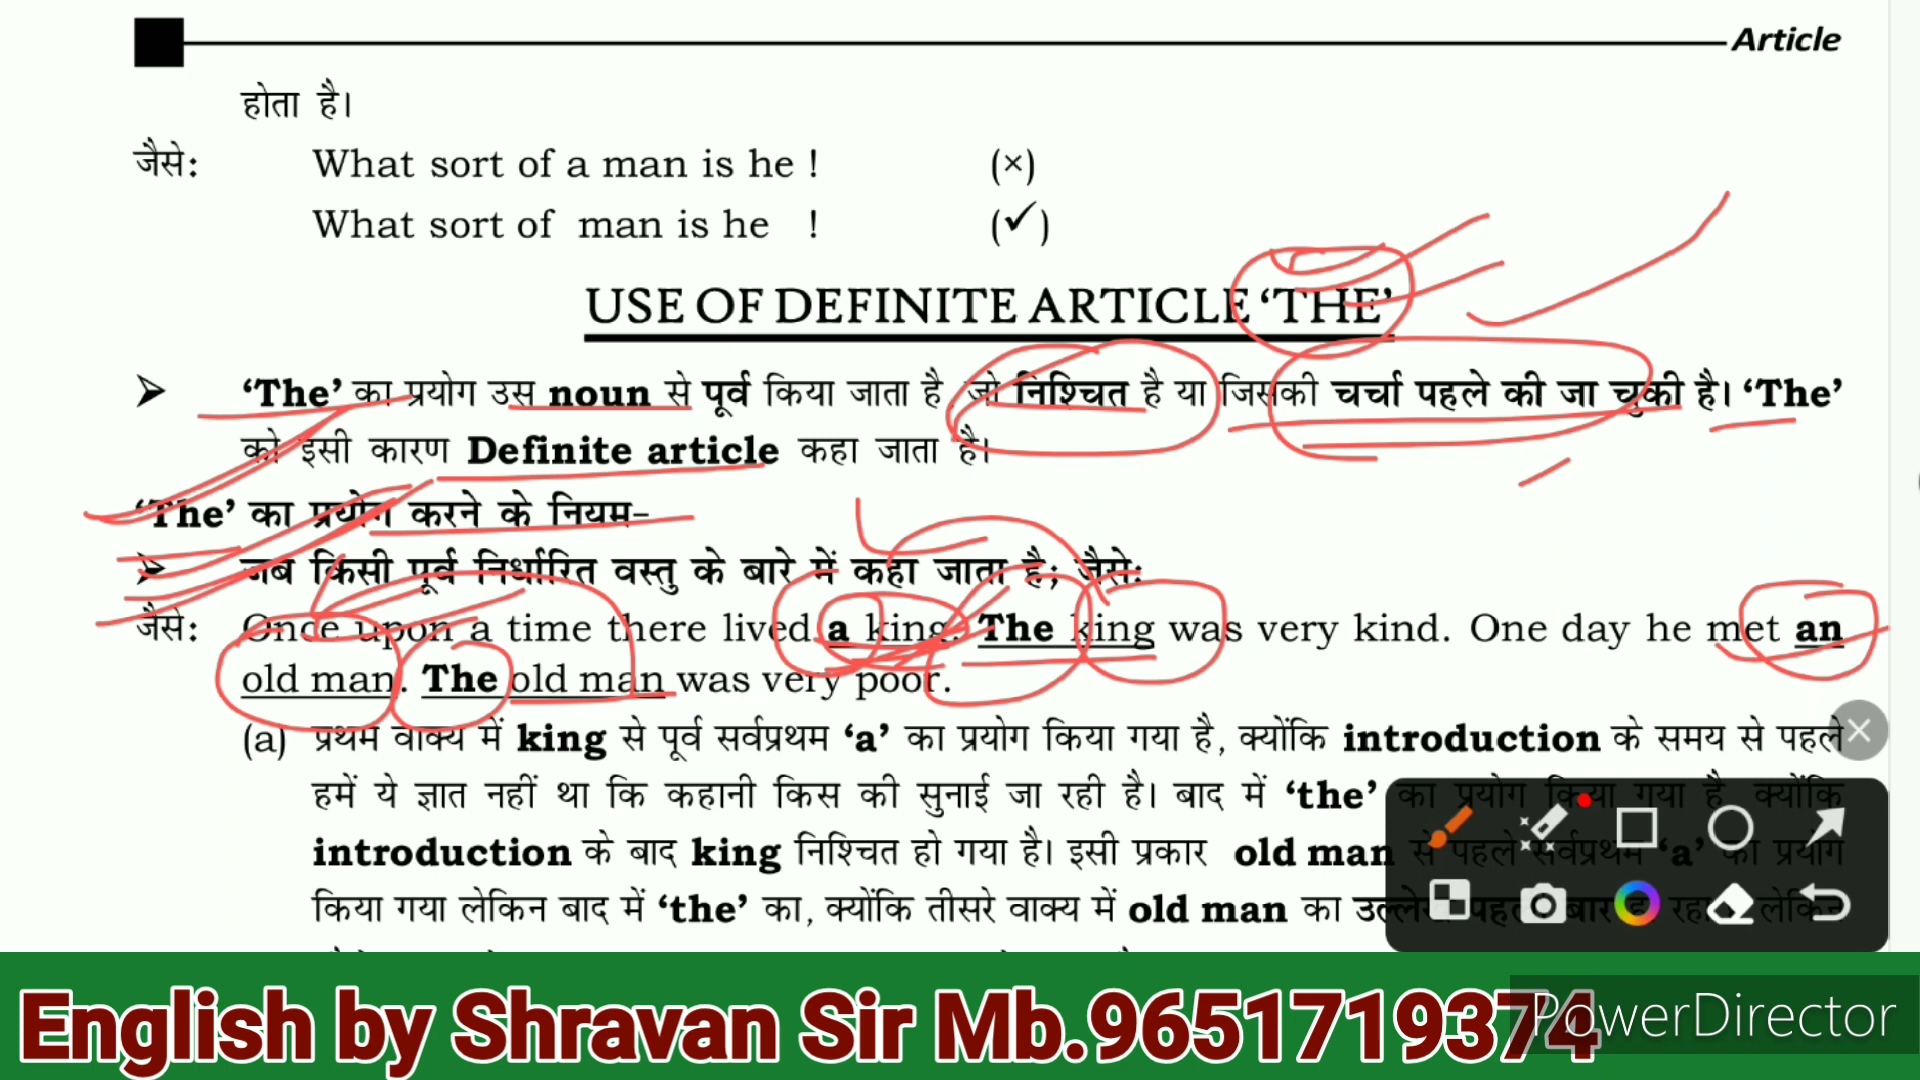 Article
होता है।
जैसे: What sort of a man is he ! (×)
What sort of man is he ! (✓)
USE OF DEFINITE ARTICLE ‘THE’
➤ ‘The’ का प्रयोग उस noun से पूर्व किया जाता है जो निश्चित है या जिसकी चर्चा पहले की जा चुकी है। ‘The’
को इसी कारण Definite article कहा जाता है।
‘The’ का प्रयोग करने के नियम–
➤ जब किसी पूर्व निर्धारित वस्तु के बारे में कहा जाता है; जैसे:
जैसे: Once upon a time there lived a king. The king was very kind. One day he met an
old man. The old man was very poor.
(a) प्रथम वाक्य में king से पूर्व सर्वप्रथम ‘a’ का प्रयोग किया गया है, क्योंकि introduction के समय से पहले
हमें ये ज्ञात नहीं था कि कहानी किस की सुनाई जा रही है। बाद में ‘the’ का प्रयोग किया गया है क्योंकि
introduction के बाद king निश्चित हो गया है। इसी प्रकार old man से पहले सर्वप्रथम ‘a’ का प्रयोग
किया गया लेकिन बाद में ‘the’ का, क्योंकि तीसरे वाक्य में old man का लेकिन
English by Shravan Sir Mb.9651719374
PowerDirector